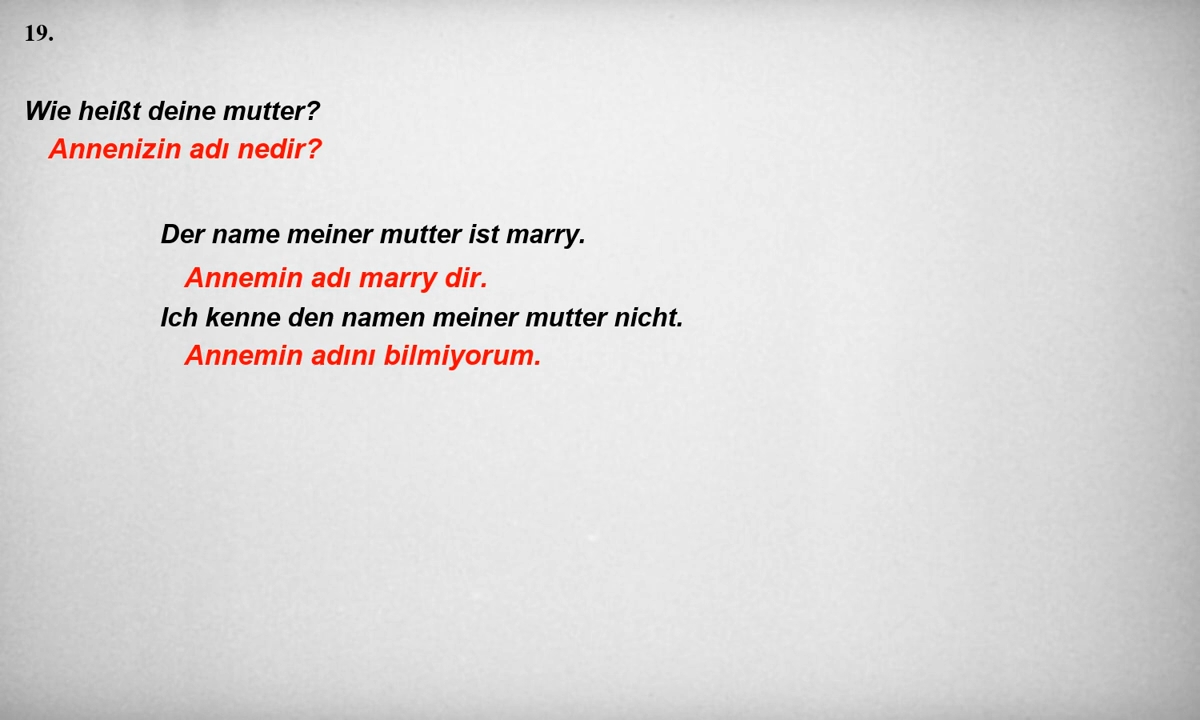 19.
Wie heißt deine mutter?
Annenizin adı nedir?
Der name meiner mutter ist marry.
Annemin adı marry dir.
Ich kenne den namen meiner mutter nicht.
Annemin adını bilmiyorum.